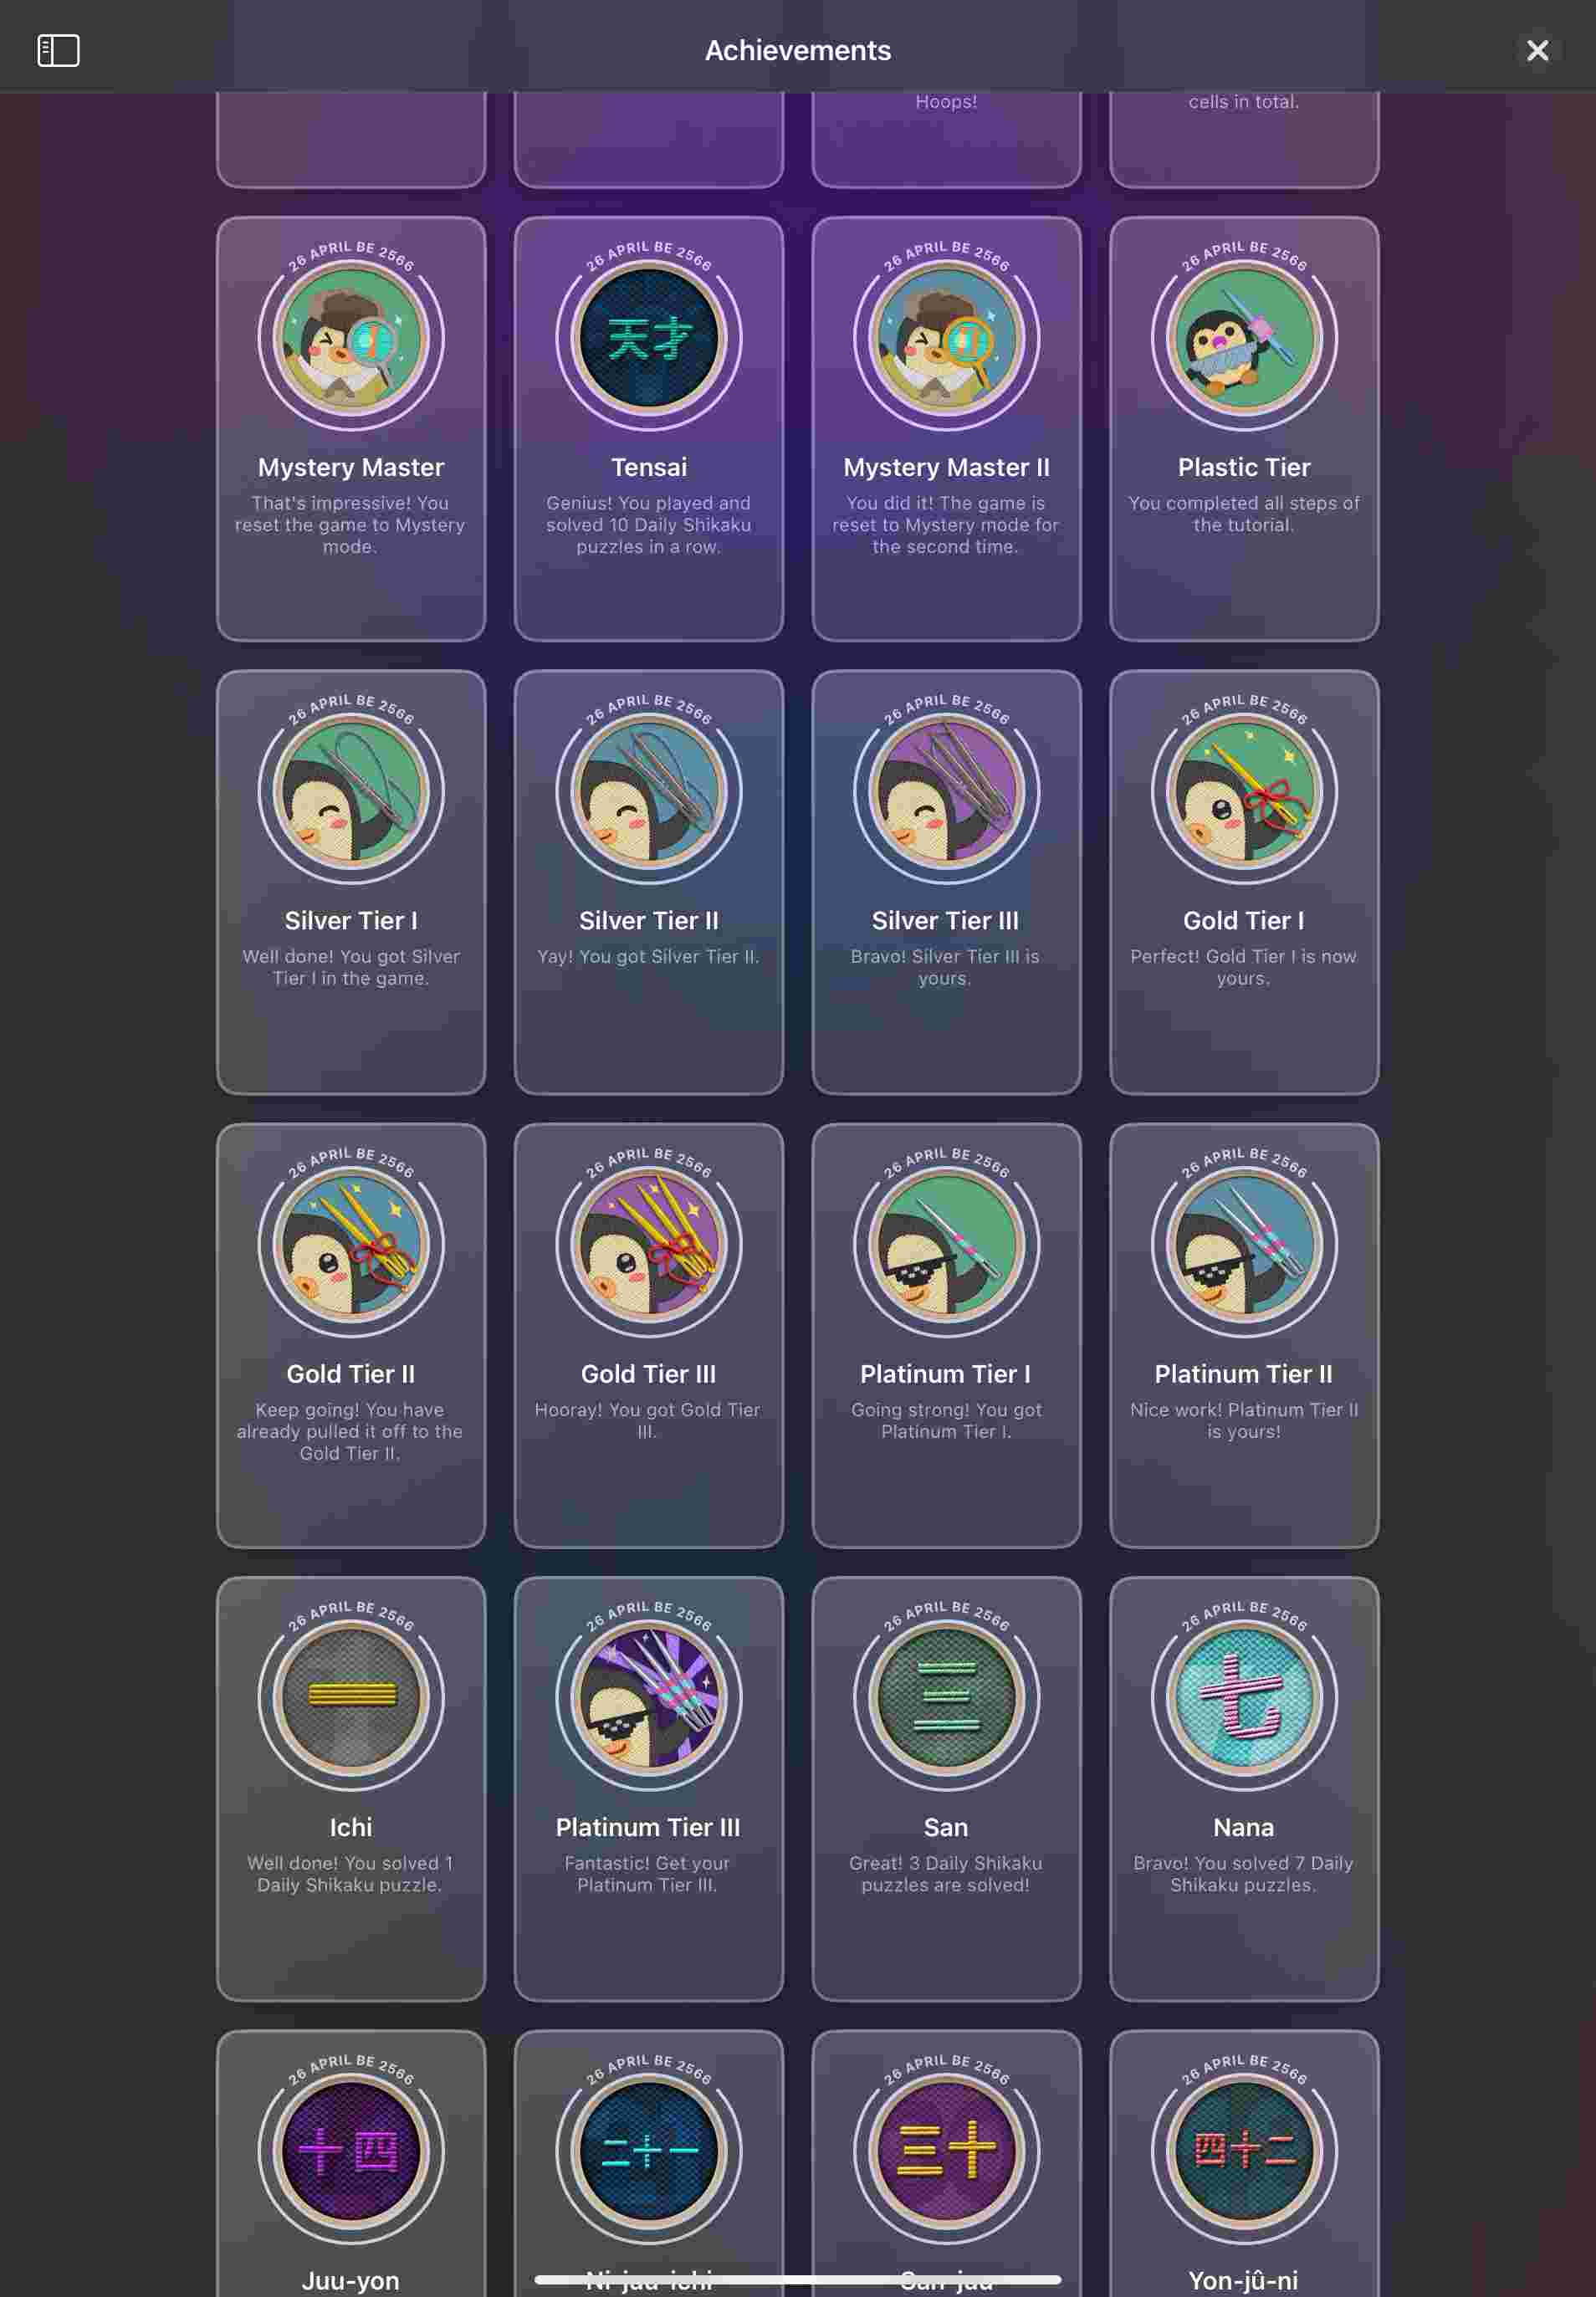 Achievements
Hoops!
cells in total.
26 APRIL BE 2566
Mystery Master
That's impressive! You
reset the game to Mystery
mode.
26 APRIL BE 2566
天才
Tensai
Genius! You played and
solved 10 Daily Shikaku
puzzles in a row.
26 APRIL BE 2566
Mystery Master II
You did it! The game is
reset to Mystery mode for
the second time.
26 APRIL BE 2566
Plastic Tier
You completed all steps of
the tutorial.
26 APRIL BE 2566
Silver Tier I
Well done! You got Silver
Tier I in the game.
26 APRIL BE 2566
Silver Tier II
Yay! You got Silver Tier II.
26 APRIL BE 2566
Silver Tier III
Bravo! Silver Tier III is
yours.
26 APRIL BE 2566
Gold Tier I
Perfect! Gold Tier I is now
yours.
26 APRIL BE 2566
Gold Tier II
Keep going! You have
already pulled it off to the
Gold Tier II.
26 APRIL BE 2566
Gold Tier III
Hooray! You got Gold Tier
III.
26 APRIL BE 2566
Platinum Tier I
Going strong! You got
Platinum Tier I.
26 APRIL BE 2566
Platinum Tier II
Nice work! Platinum Tier II
is yours!
26 APRIL BE 2566
一
Ichi
Well done! You solved 1
Daily Shikaku puzzle.
26 APRIL BE 2566
Platinum Tier III
Fantastic! Get your
Platinum Tier III.
26 APRIL BE 2566
三
San
Great! 3 Daily Shikaku
puzzles are solved!
26 APRIL BE 2566
七
Nana
Bravo! You solved 7 Daily
Shikaku puzzles.
26 APRIL BE 2566
十四
Juu-yon
26 APRIL BE 2566
二十一
26 APRIL BE 2566
三十
26 APRIL BE 2566
四十二
Yon-jû-ni